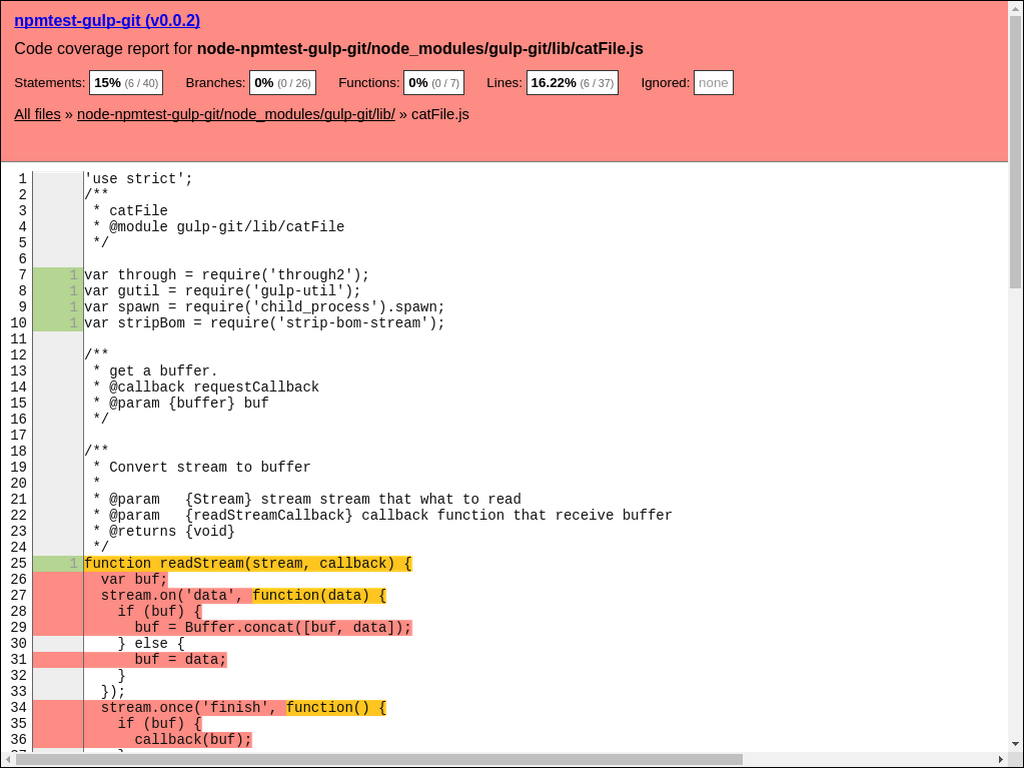 npmtest-gulp-git (v0.0.2)
Code coverage report for node-npmtest-gulp-git/node_modules/gulp-git/lib/catFile.js
Statements: 15% (6 / 40) Branches: 0% (0 / 26) Functions: 0% (0 / 7) Lines: 16.22% (6 / 37) Ignored: none
All files » node-npmtest-gulp-git/node_modules/gulp-git/lib/ » catFile.js
1 'use strict';
2 /**
3  * catFile
4  * @module gulp-git/lib/catFile
5  */
6
7 1 var through = require('through2');
8 1 var gutil = require('gulp-util');
9 1 var spawn = require('child_process').spawn;
10 1 var stripBom = require('strip-bom-stream');
11
12 /**
13  * get a buffer.
14  * @callback requestCallback
15  * @param {buffer} buf
16  */
17
18 /**
19  * Convert stream to buffer
20  *
21  * @param   {Stream} stream stream that what to read
22  * @param   {readStreamCallback} callback function that receive buffer
23  * @returns {void}
24  */
25 1 function readStream(stream, callback) {
26   var buf;
27   stream.on('data', function(data) {
28     if (buf) {
29       buf = Buffer.concat([buf, data]);
30     } else {
31       buf = data;
32     }
33   });
34   stream.once('finish', function() {
35     if (buf) {
36       callback(buf);